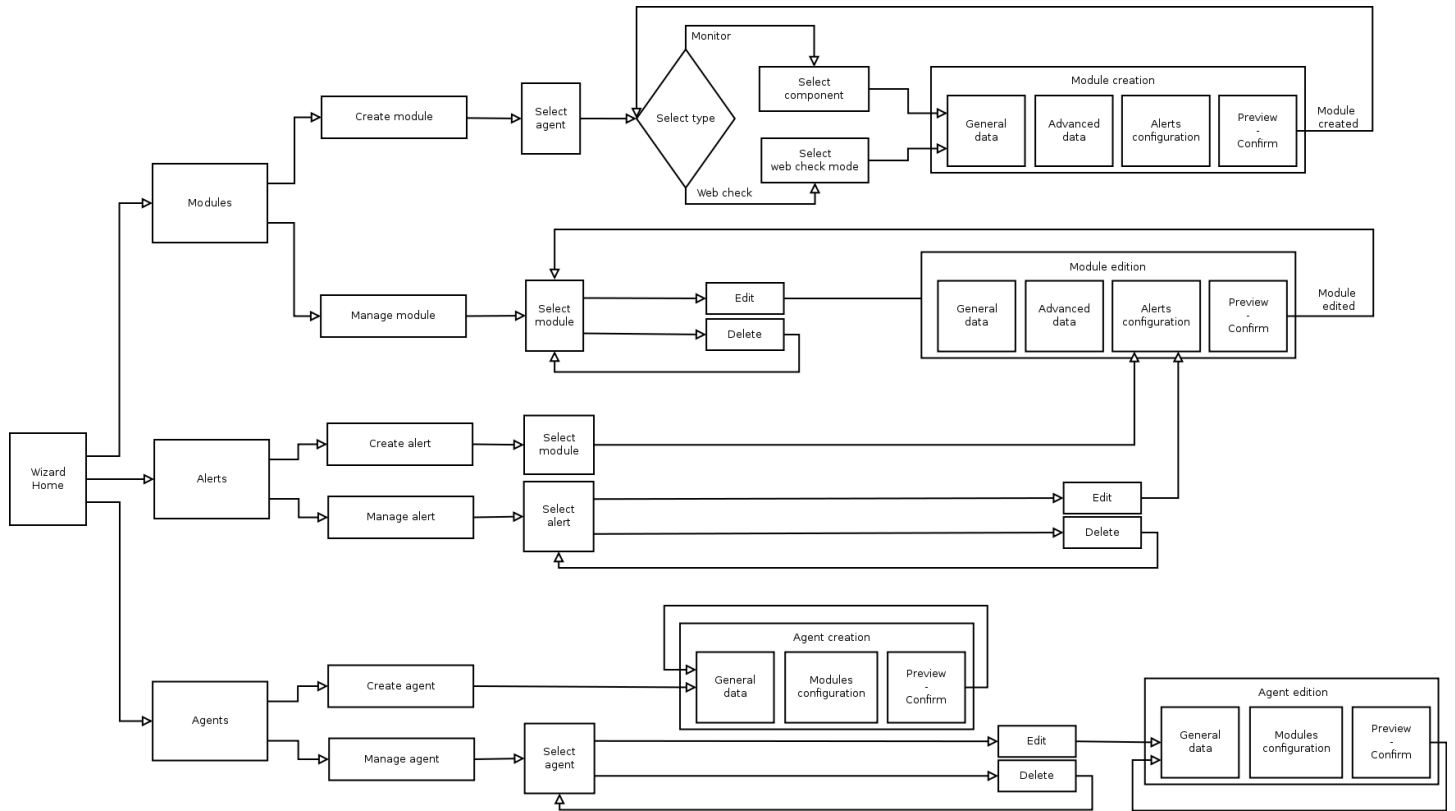 Monitor
Select
component
Module creation
Create module
Select
agent
Select type
General
data
Advanced
data
Alerts
configuration
Preview
-
Confirm
Module
created
Select
web check mode
Web check
Modules
Manage module
Select
module
Edit
Delete
Module edition
General
data
Advanced
data
Alerts
configuration
Preview
-
Confirm
Module
edited
Wizard
Home
Alerts
Create alert
Select
module
Manage alert
Select
alert
Edit
Delete
Agents
Create agent
Agent creation
General
data
Modules
configuration
Preview
-
Confirm
Manage agent
Select
agent
Edit
Delete
Agent edition
General
data
Modules
configuration
Preview
-
Confirm